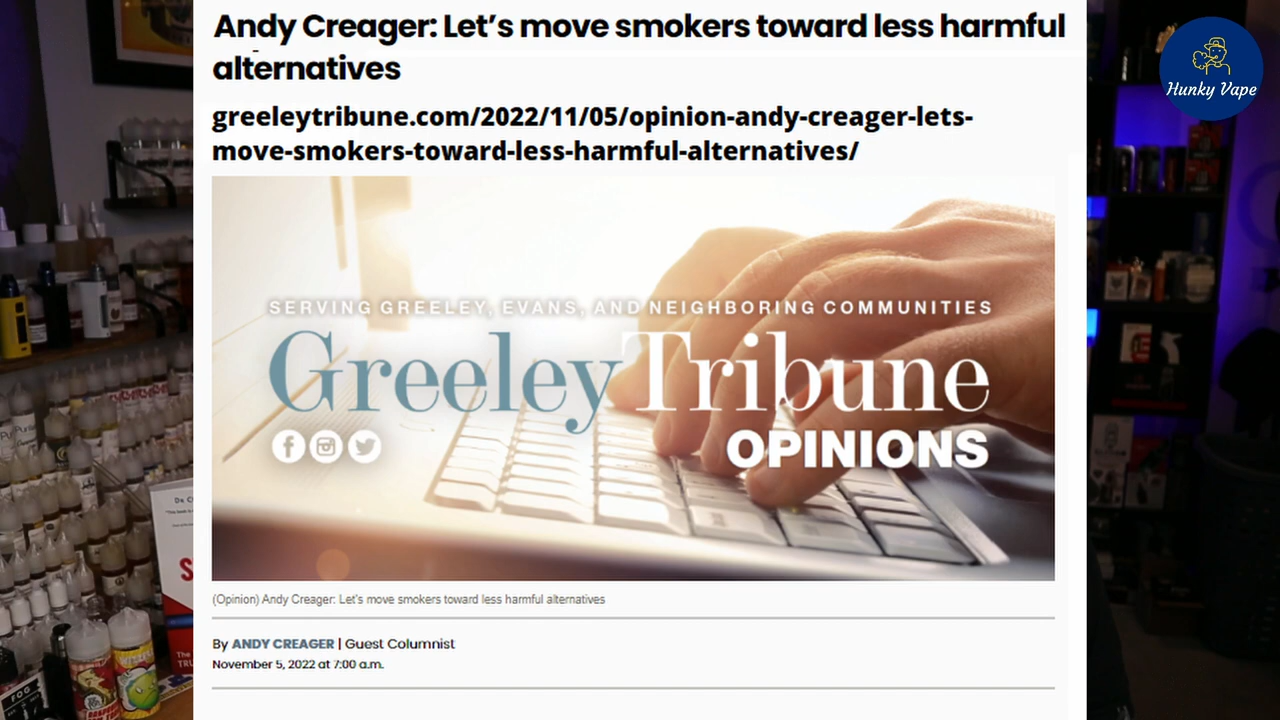 Andy Creager: Let’s move smokers toward less harmful
alternatives
greeleytribune.com/2022/11/05/opinion-andy-creager-lets-
move-smokers-toward-less-harmful-alternatives/
Hunky Vape
SERVING GREELEY, EVANS, AND NEIGHBORING COMMUNITIES
GreeleyTribune
OPINIONS
(Opinion) Andy Creager: Let's move smokers toward less harmful alternatives
By ANDY CREAGER | Guest Columnist
November 5, 2022 at 7:00 a.m.
FOG